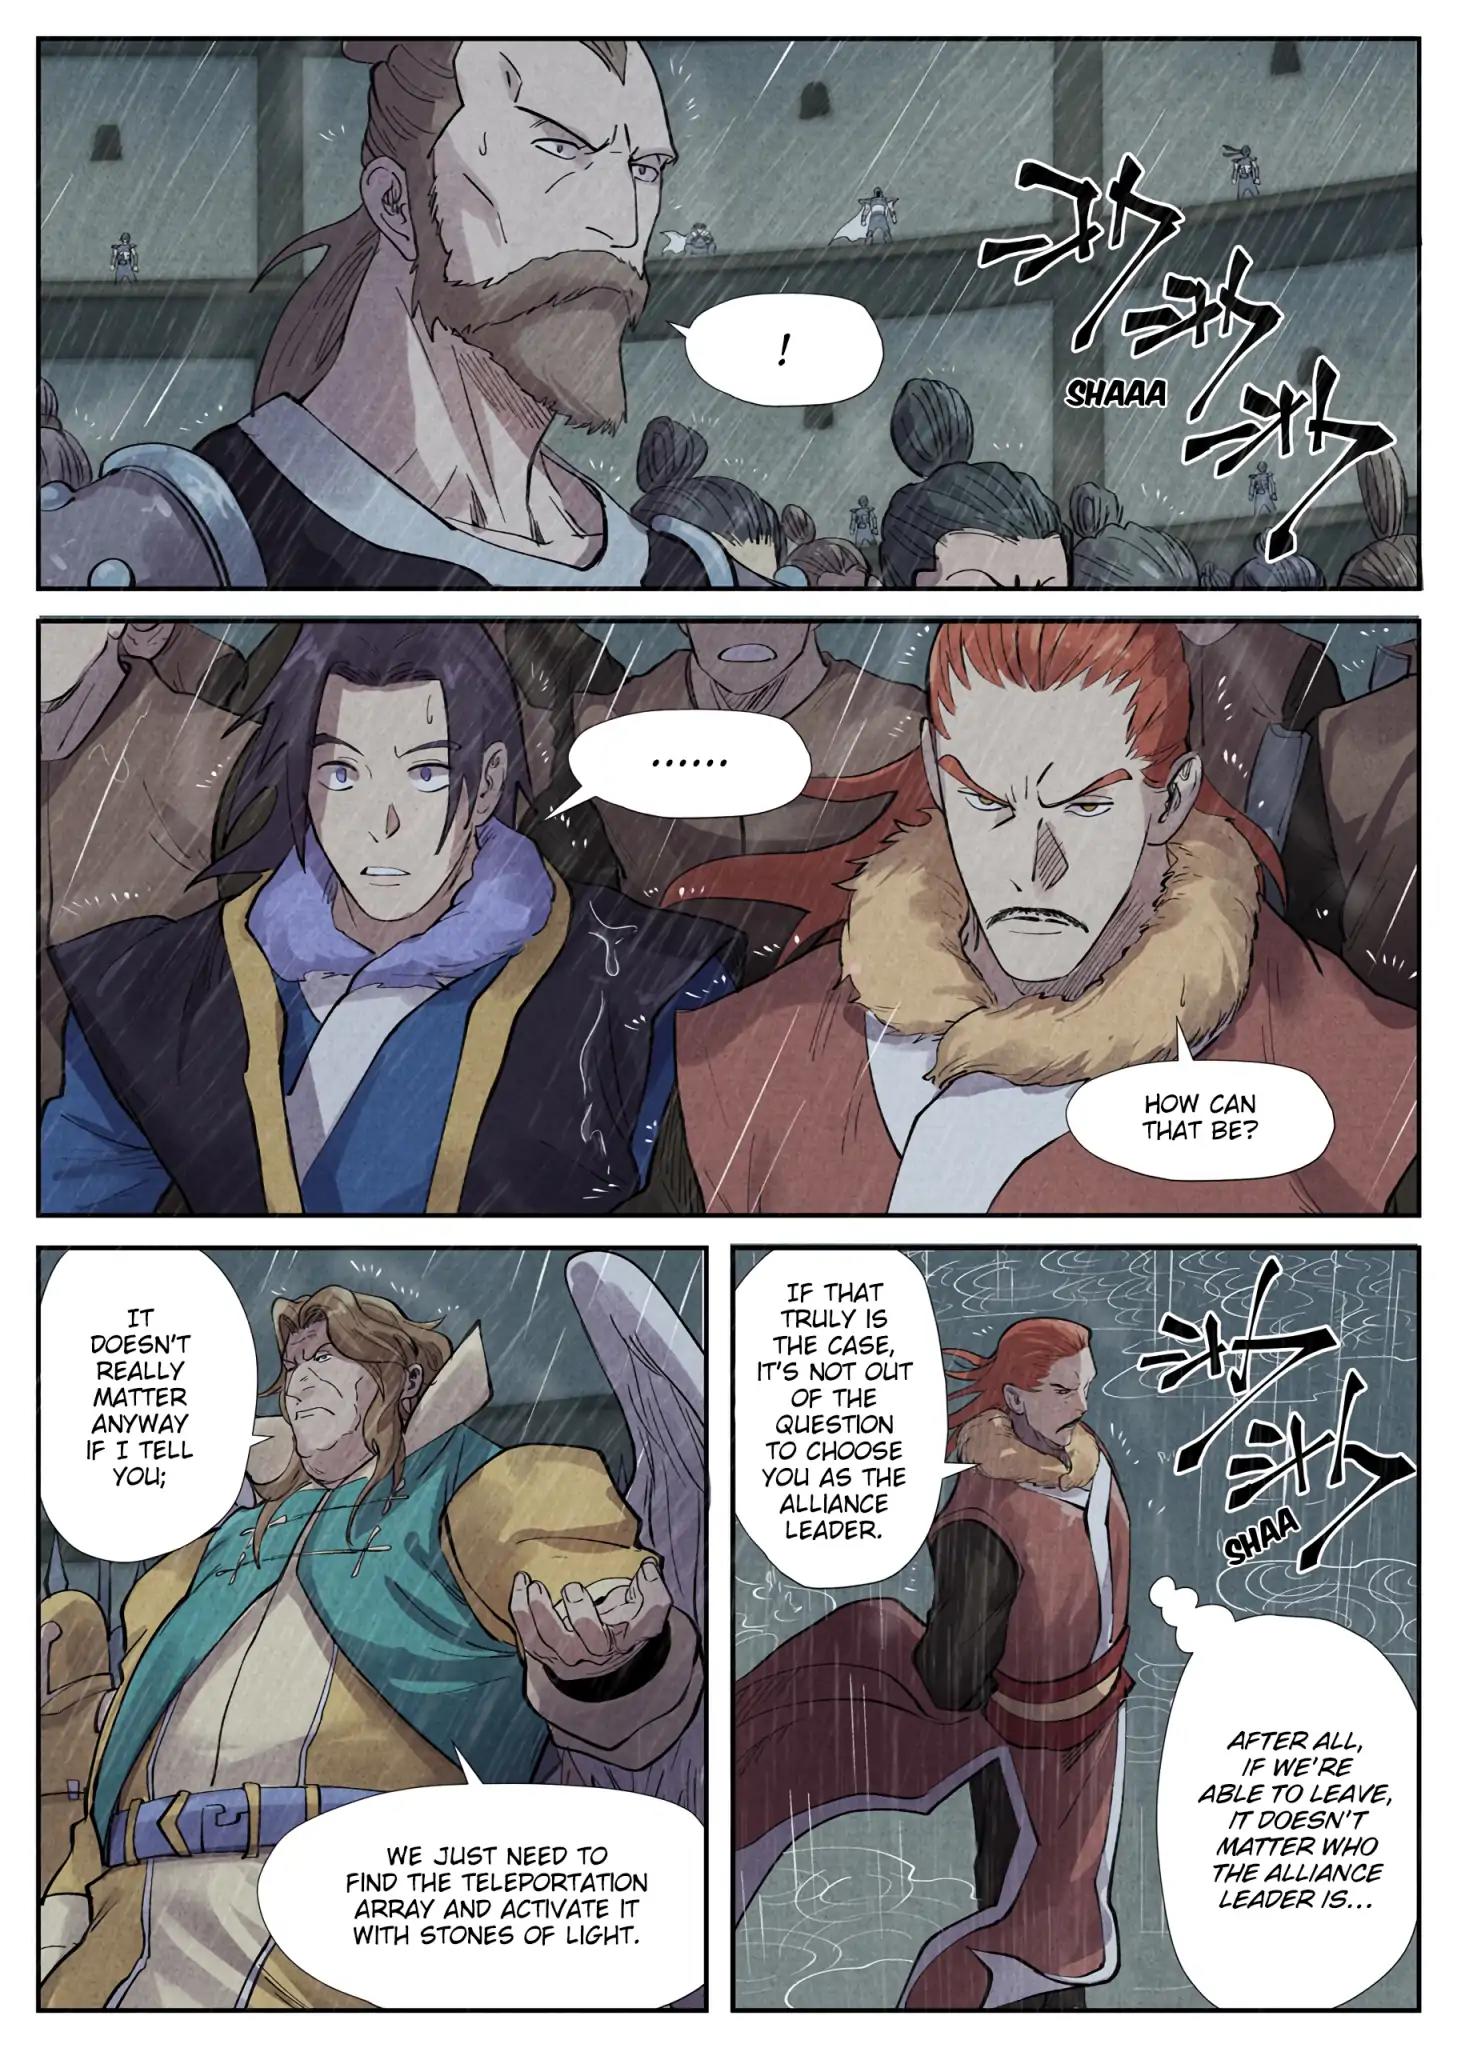 !
SHAAA
......
HOW CAN
THAT BE?
IT
DOESN'T
REALLY
MATTER
ANYWAY
IF I TELL
YOU;
WE JUST NEED TO
FIND THE TELEPORTATION
ARRAY AND ACTIVATE IT
WITH STONES OF LIGHT.
IF THAT
TRULY IS
THE CASE,
IT'S NOT OUT
OF THE
QUESTION
TO CHOOSE
YOU AS THE
ALLIANCE
LEADER.
SHAA
AFTER ALL,
IF WE'RE
ABLE TO LEAVE,
IT DOESN'T
MATTER WHO
THE ALLIANCE
LEADER IS...